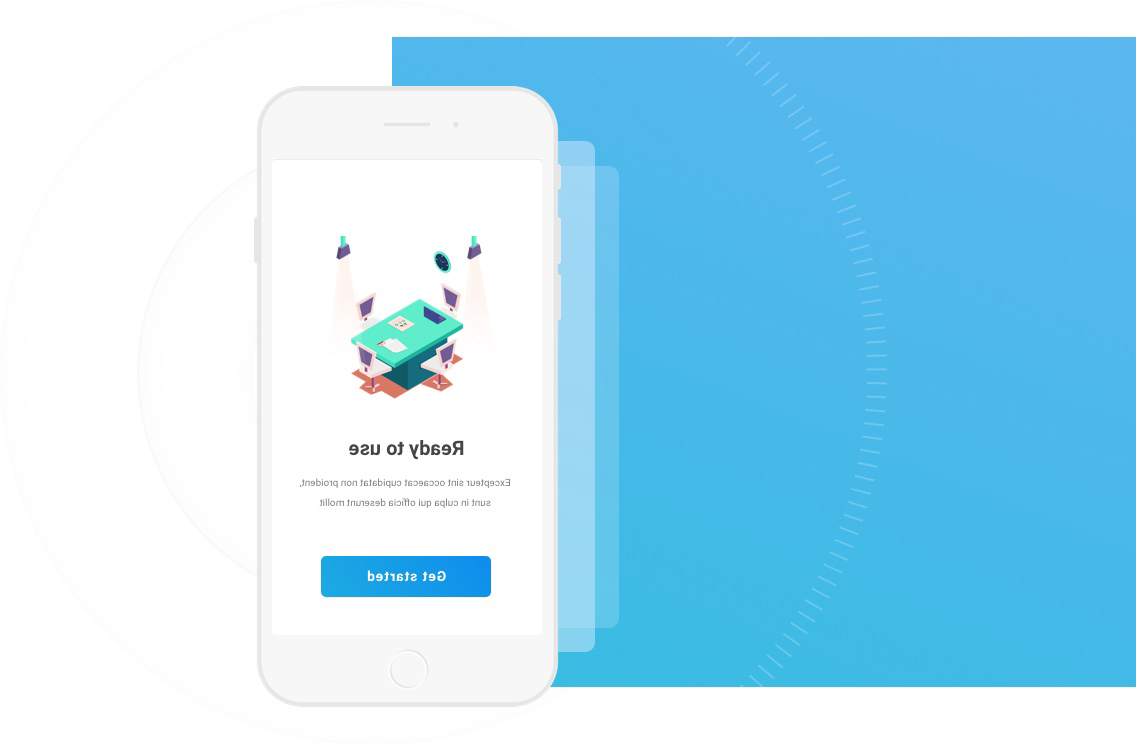 Ready to use
Excepteur sint occaecat cupidatat non proident,
sunt in culpa qui officia deserunt mollit
Get started